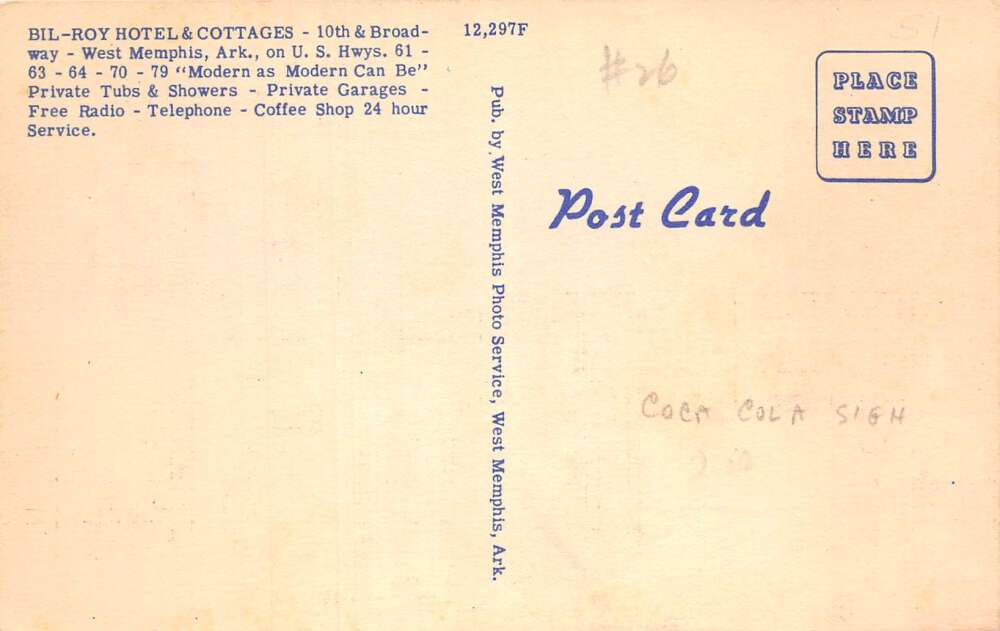 BIL-ROY HOTEL & COTTAGES - 10th & Broad-
way - West Memphis, Ark., on U. S. Hwys. 61 -
63 - 64 - 70 - 79 "Modern as Modern Can Be"
Private Tubs & Showers - Private Garages -
Free Radio - Telephone - Coffee Shop 24 hour
Service.
12,297F
Pub. by West Memphis Photo Service, West Memphis, Ark.
51
#26
PLACE
STAMP
HERE
Post Card
COCA COLA SIGN